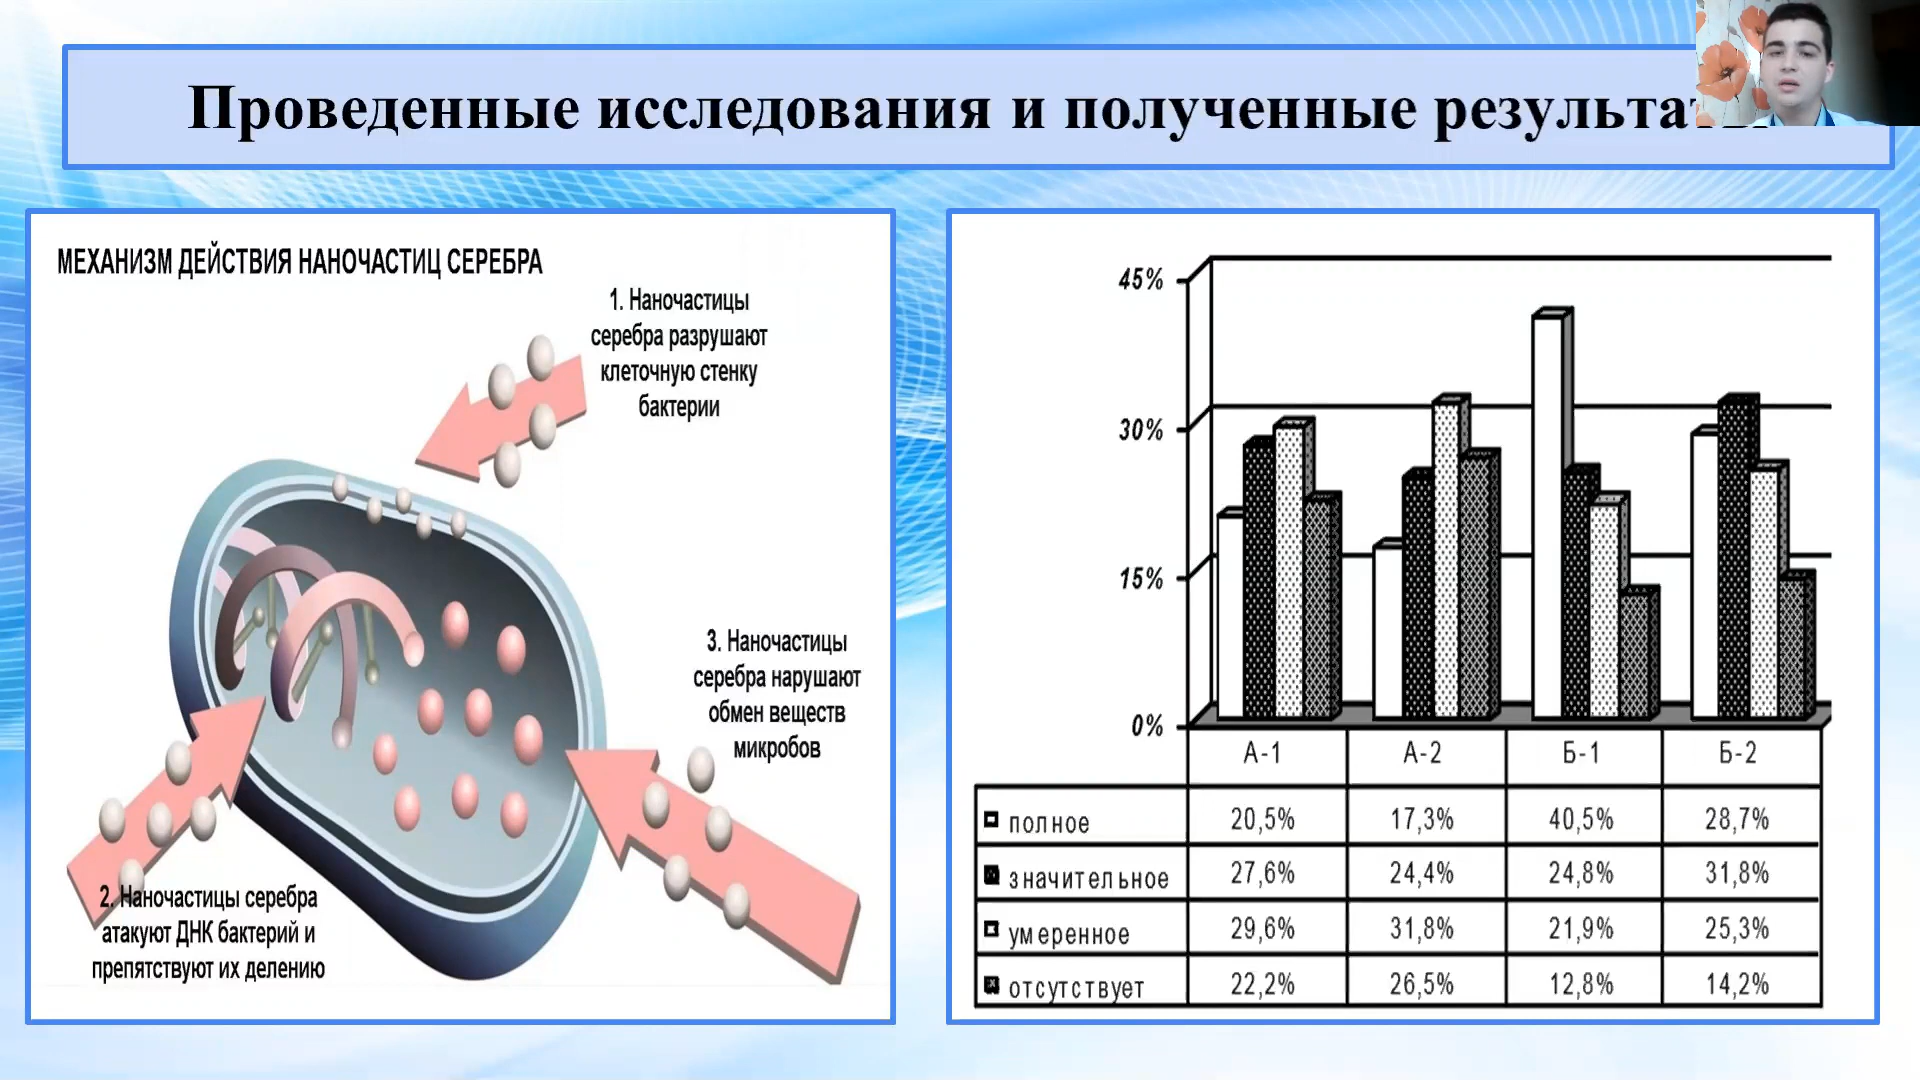 Проведенные исследования и полученные результаты
МЕХАНИЗМ ДЕЙСТВИЯ НАНОЧАСТИЦ СЕРЕБРА
1. Наночастицы
серебра разрушают
клеточную стенку
бактерии
3. Наночастицы
серебра нарушают
обмен веществ
микробов
2. Наночастицы серебра
атакуют ДНК бактерий и
препятствуют их делению
45%
30%
15%
0%
А-1 А-2 Б-1 Б-2
полное 20,5% 17,3% 40,5% 28,7%
значительное 27,6% 24,4% 24,8% 31,8%
умеренное 29,6% 31,8% 21,9% 25,3%
отсутствует 22,2% 26,5% 12,8% 14,2%